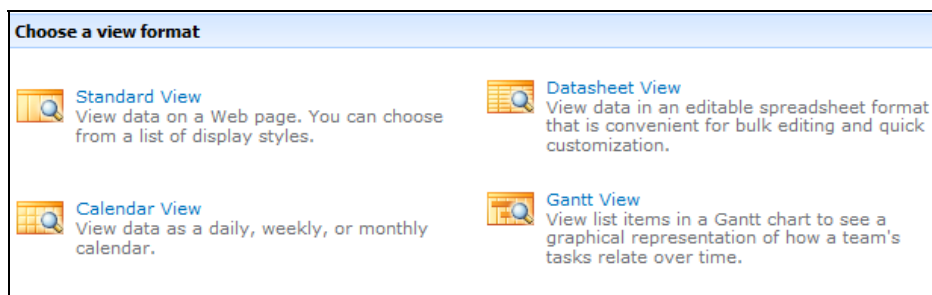 Choose a view format
Standard View
View data on a Web page. You can choose
from a list of display styles.
Datasheet View
View data in an editable spreadsheet format
that is convenient for bulk editing and quick
customization.
Calendar View
View data as a daily, weekly, or monthly
calendar.
Gantt View
View list items in a Gantt chart to see a
graphical representation of how a team's
tasks relate over time.